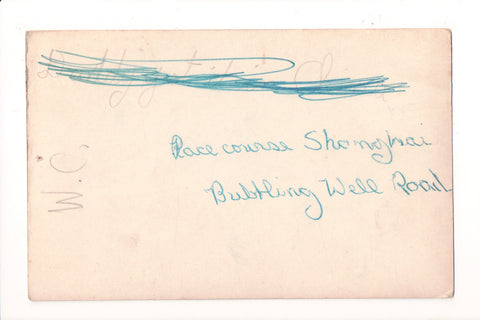 Race course Shanghai
Bubbling Well Road
W.C.